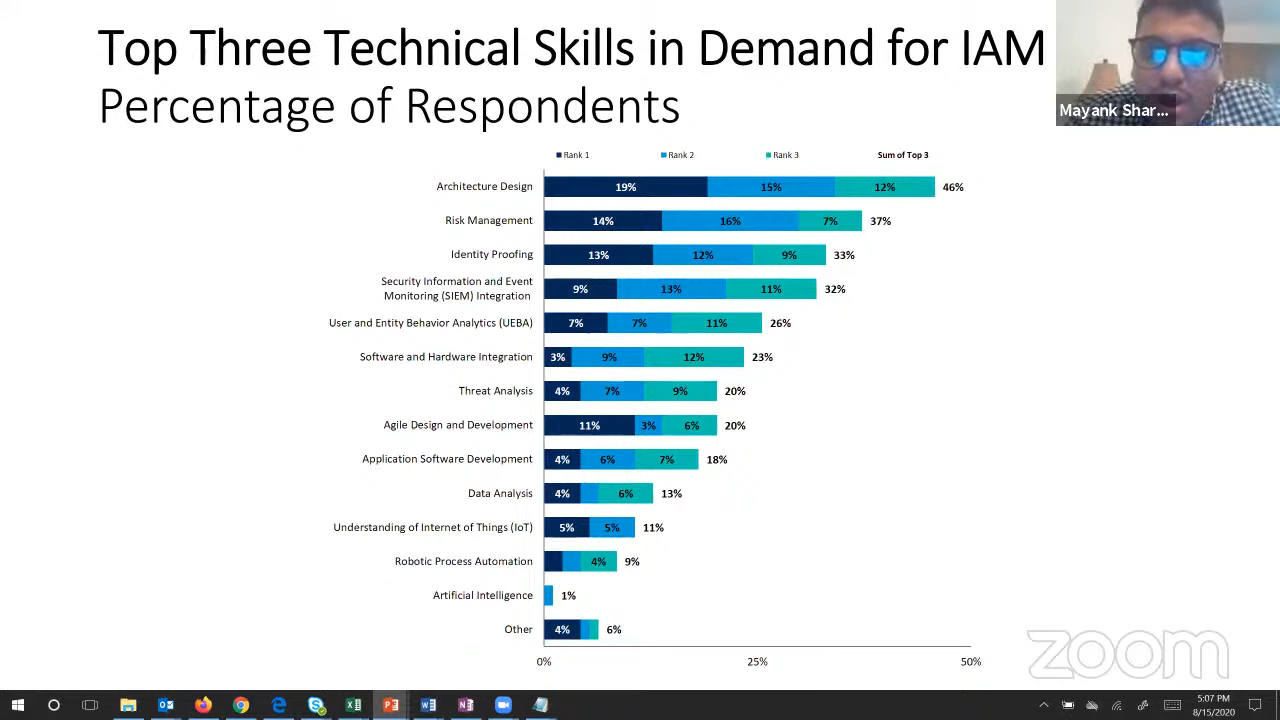 Top Three Technical Skills in Demand for IAM
Percentage of Respondents
Mayank Shar...
Rank 1 Rank 2 Rank 3 Sum of Top 3
Architecture Design 19% 15% 12% 46%
Risk Management 14% 16% 7% 37%
Identity Proofing 13% 12% 9% 33%
Security Information and Event
Monitoring (SIEM) Integration 9% 13% 11% 32%
User and Entity Behavior Analytics (UEBA) 7% 7% 11% 26%
Software and Hardware Integration 3% 9% 12% 23%
Threat Analysis 4% 7% 9% 20%
Agile Design and Development 11% 3% 6% 20%
Application Software Development 4% 6% 7% 18%
Data Analysis 4% 6% 13%
Understanding of Internet of Things (IoT) 5% 5% 11%
Robotic Process Automation 4% 9%
Artificial Intelligence 1%
Other 4% 6%
0% 25% 50%
zoom
5:07 PM
8/15/2020